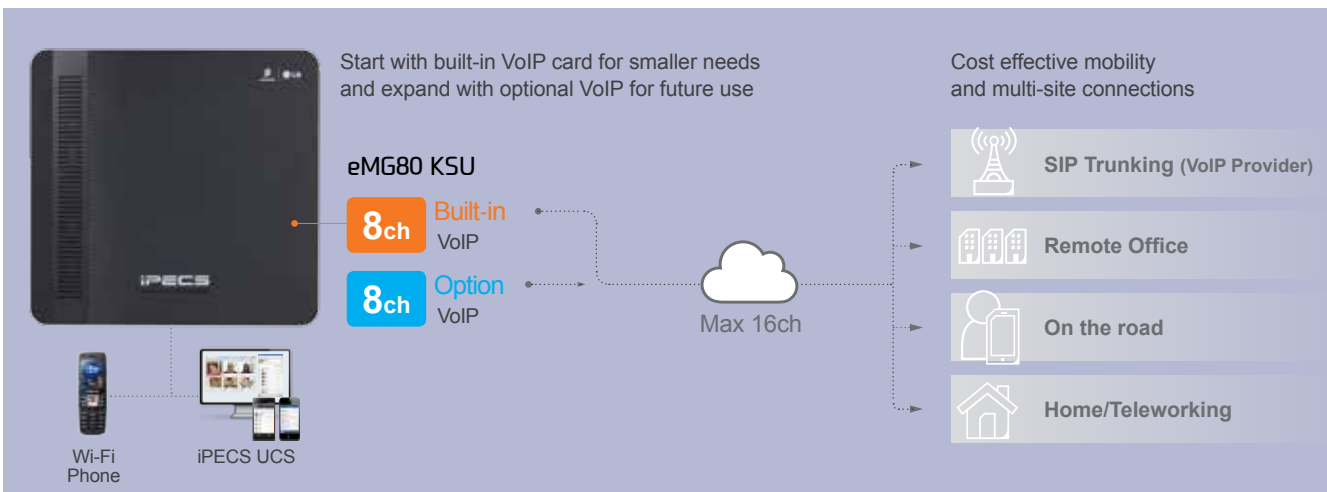 Start with built-in VoIP card for smaller needs
and expand with optional VoIP for future use
Cost effective mobility
and multi-site connections
eMG80 KSU
8ch
Built-in
VoIP
8ch
Option
VoIP
Max 16ch
SIP Trunking (VoIP Provider)
Remote Office
On the road
Home/Teleworking
iPECS
Wi-Fi
Phone
iPECS UCS